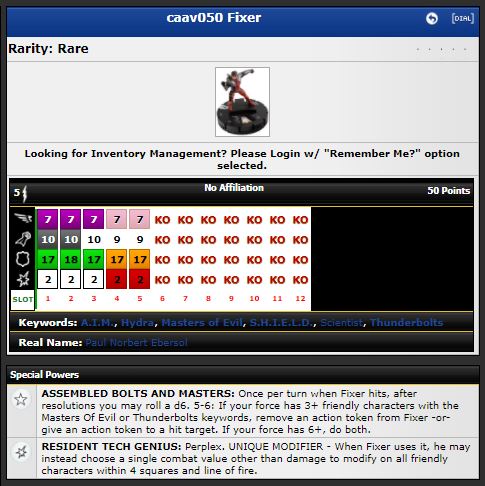 caav050 Fixer
[DIAL]
Rarity: Rare
Looking for Inventory Management? Please Login w/ "Remember Me?" option
selected.
5 No Affiliation 50 Points
7 7 7 7 7 KO KO KO KO KO KO KO
10 10 10 9 9 KO KO KO KO KO KO KO
17 18 17 17 17 KO KO KO KO KO KO KO
2 2 2 2 2 KO KO KO KO KO KO KO
SLOT 1 2 3 4 5 6 7 8 9 10 11 12
Keywords: A.I.M., Hydra, Masters of Evil, S.H.I.E.L.D., Scientist, Thunderbolts
Real Name: Paul Norbert Ebersol
Special Powers
ASSEMBLED BOLTS AND MASTERS: Once per turn when Fixer hits, after
resolutions you may roll a d6. 5-6: If your force has 3+ friendly characters with the
Masters Of Evil or Thunderbolts keywords, remove an action token from Fixer -or-
give an action token to a hit target. If your force has 6+, do both.
RESIDENT TECH GENIUS: Perplex. UNIQUE MODIFIER - When Fixer uses it, he may
instead choose a single combat value other than damage to modify on all friendly
characters within 4 squares and line of fire.